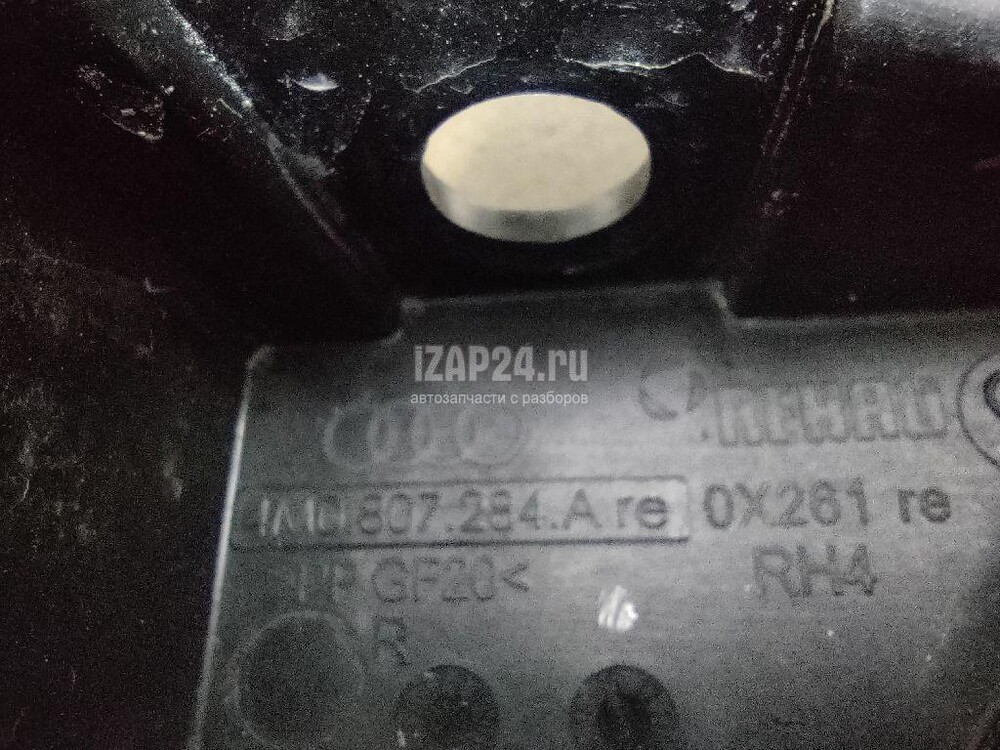 iZAP24.ru
автозапчасти с разборов
REHAU
.807.284.A re 0X261 re
GF20<
RH4
R